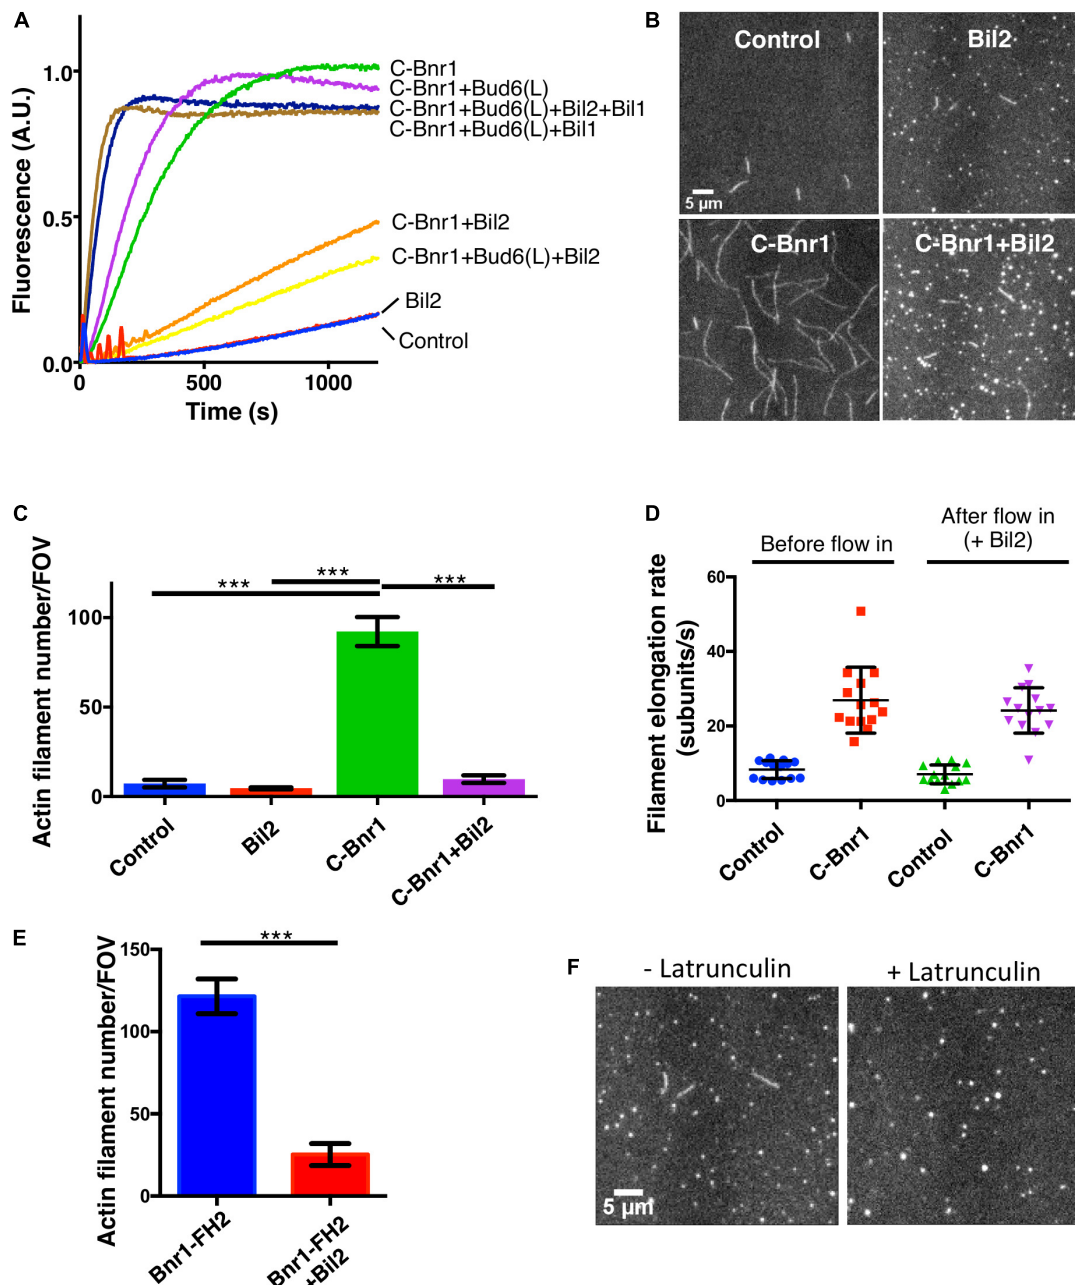 A
Fluorescence (A.U.)
1.0
0.5
0.0
0
500
1000
Time (s)
C-Bnr1
C-Bnr1+Bud6(L)
C-Bnr1+Bud6(L)+Bil2+Bil1
C-Bnr1+Bud6(L)+Bil1
C-Bnr1+Bil2
C-Bnr1+Bud6(L)+Bil2
Bil2
Control
B
Control
Bil2
5 µm
C-Bnr1
C-Bnr1+Bil2
C
Actin filament number/FOV
100
50
0
***
***
***
Control
Bil2
C-Bnr1
C-Bnr1+Bil2
D
Before flow in
After flow in
(+ Bil2)
Filament elongation rate
(subunits/s)
60
40
20
0
Control
C-Bnr1
Control
C-Bnr1
E
Actin filament number/FOV
150
100
50
0
***
Bnr1-FH2
Bnr1-FH2
+Bil2
F
- Latrunculin
+ Latrunculin
5 µm